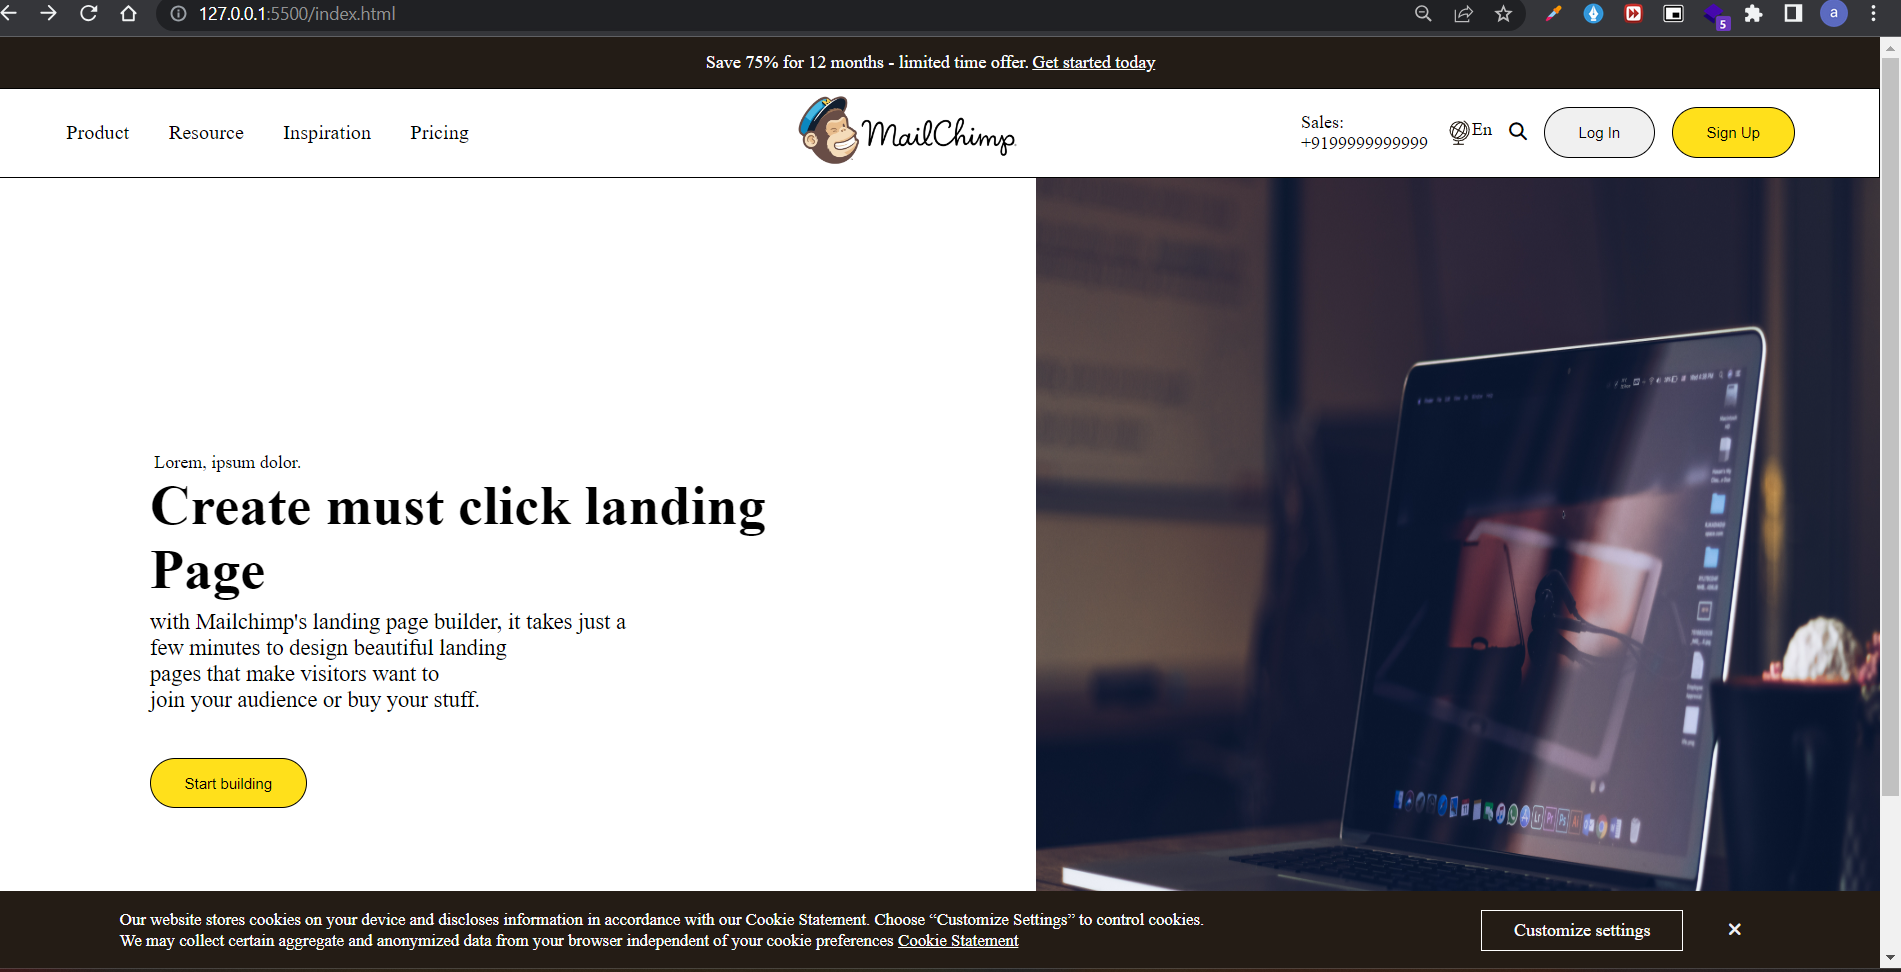 127.0.0.1:5500/index.html
5
a
Save 75% for 12 months - limited time offer. Get started today
Product Resource Inspiration Pricing
MailChimp
Sales:
+9199999999999
En
Log In
Sign Up
Lorem, ipsum dolor.
Create must click landing
Page
with Mailchimp's landing page builder, it takes just a
few minutes to design beautiful landing
pages that make visitors want to
join your audience or buy your stuff.
Start building
Lr Pr Ps Ai
Our website stores cookies on your device and discloses information in accordance with our Cookie Statement. Choose “Customize Settings” to control cookies.
We may collect certain aggregate and anonymized data from your browser independent of your cookie preferences Cookie Statement
Customize settings
×